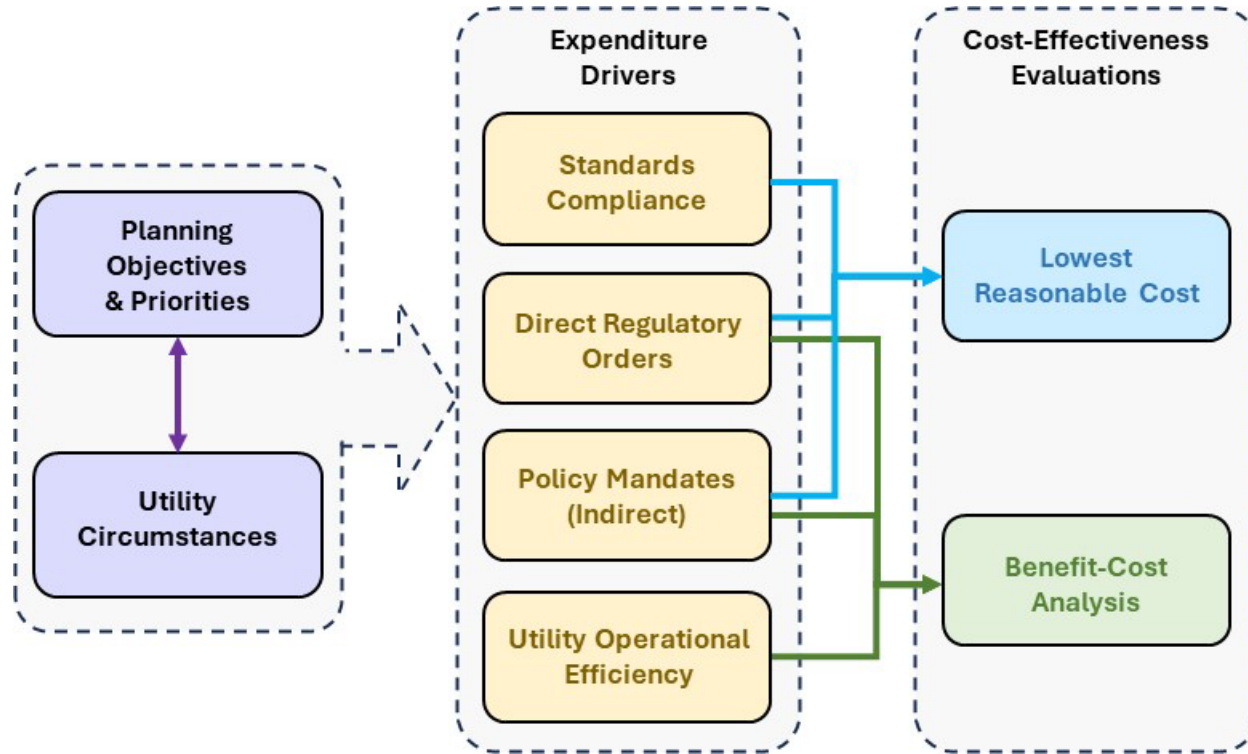 Planning
Objectives
& Priorities
Utility
Circumstances
Expenditure
Drivers
Standards
Compliance
Direct Regulatory
Orders
Policy Mandates
(Indirect)
Utility Operational
Efficiency
Cost-Effectiveness
Evaluations
Lowest
Reasonable Cost
Benefit-Cost
Analysis